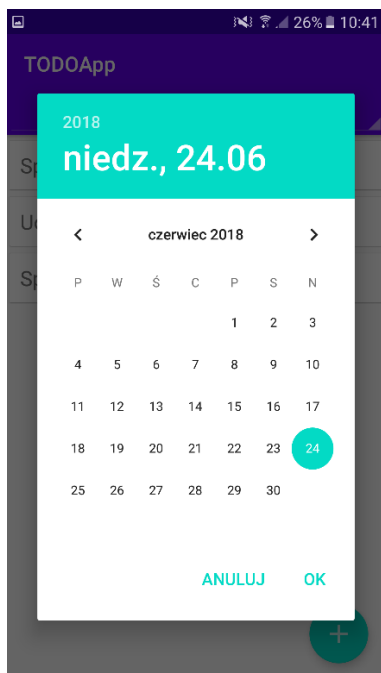 26% 10:41
TODOApp
2018
niedz., 24.06
Sp
czerwiec 2018
P W Ś C P S N
1 2 3
4 5 6 7 8 9 10
11 12 13 14 15 16 17
18 19 20 21 22 23 24
25 26 27 28 29 30
ANULUJ OK